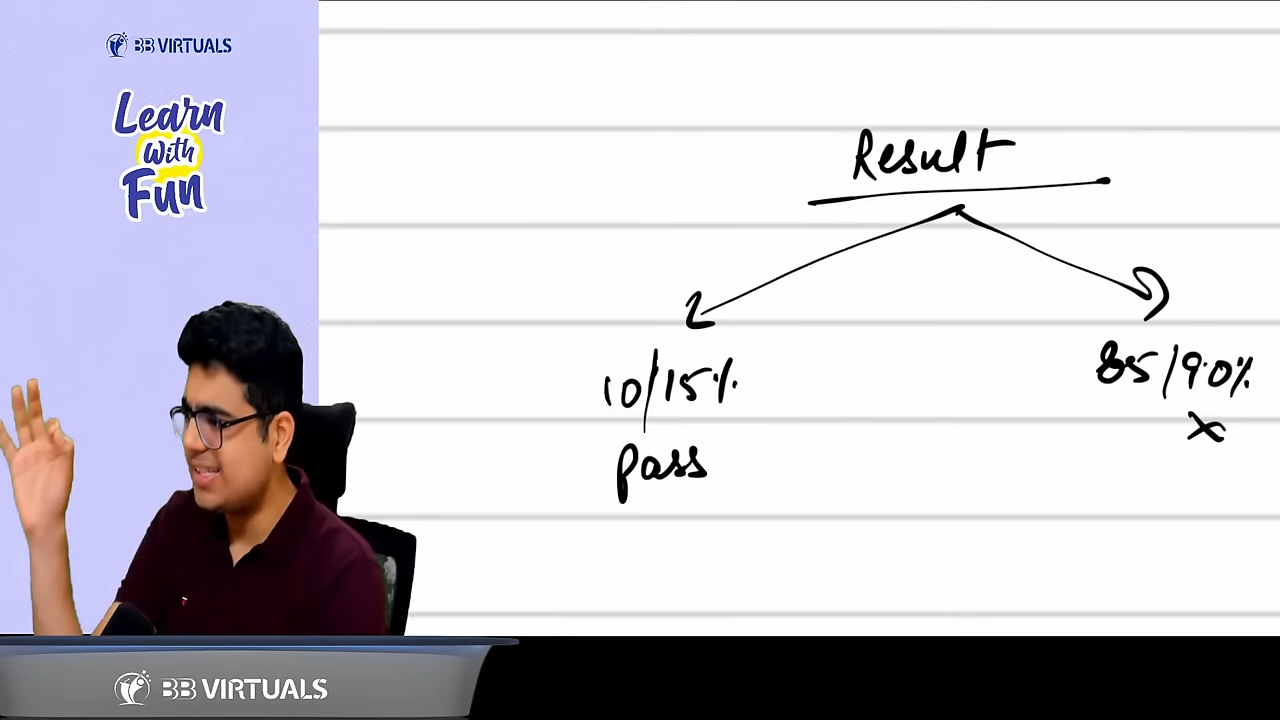 BB VIRTUALS
Learn
With
Fun
Result
10/15%
85/90%
x
pass
BB VIRTUALS